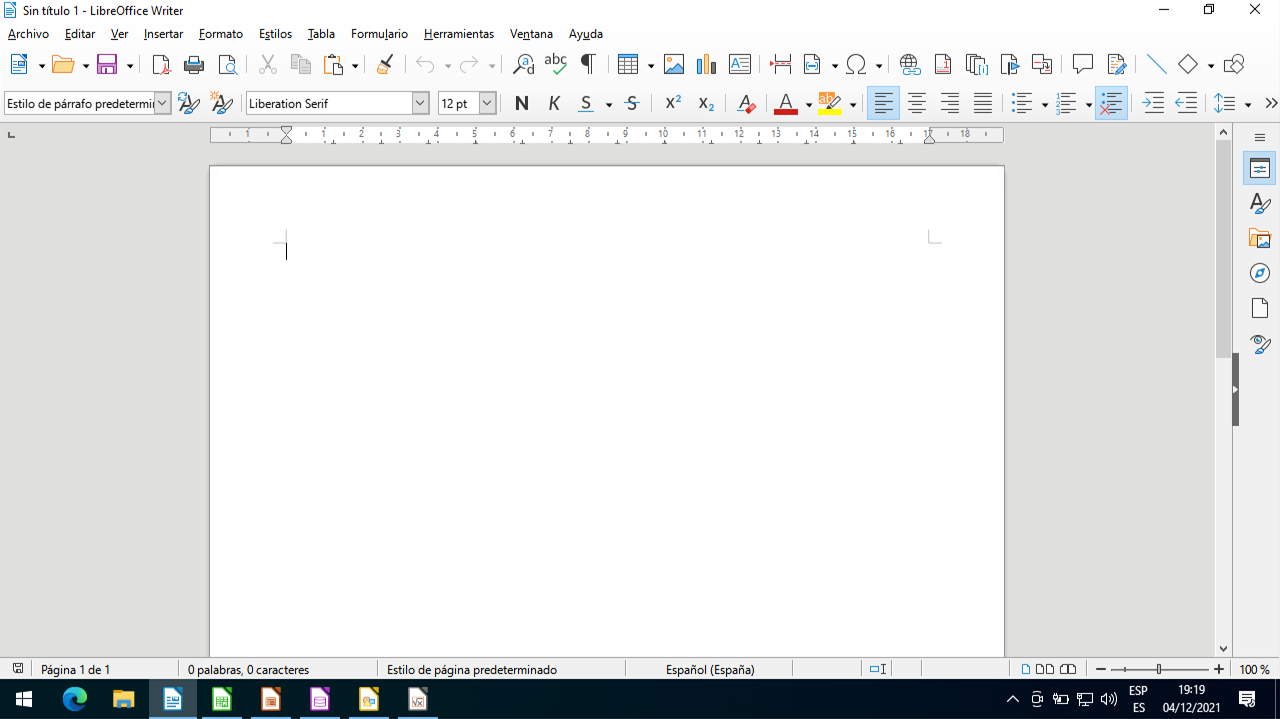 Sin título 1 - LibreOffice Writer
Archivo Editar Ver Insertar Formato Estilos Tabla Formulario Herramientas Ventana Ayuda
Estilo de párrafo predetermin Liberation Serif 12 pt N K S S X² X₂ A
1 1 2 3 4 5 6 7 8 9 10 11 12 13 14 15 16 17 18
Página 1 de 1 0 palabras, 0 caracteres Estilo de página predeterminado Español (España) 100 %
ESP 19:19
ES 04/12/2021